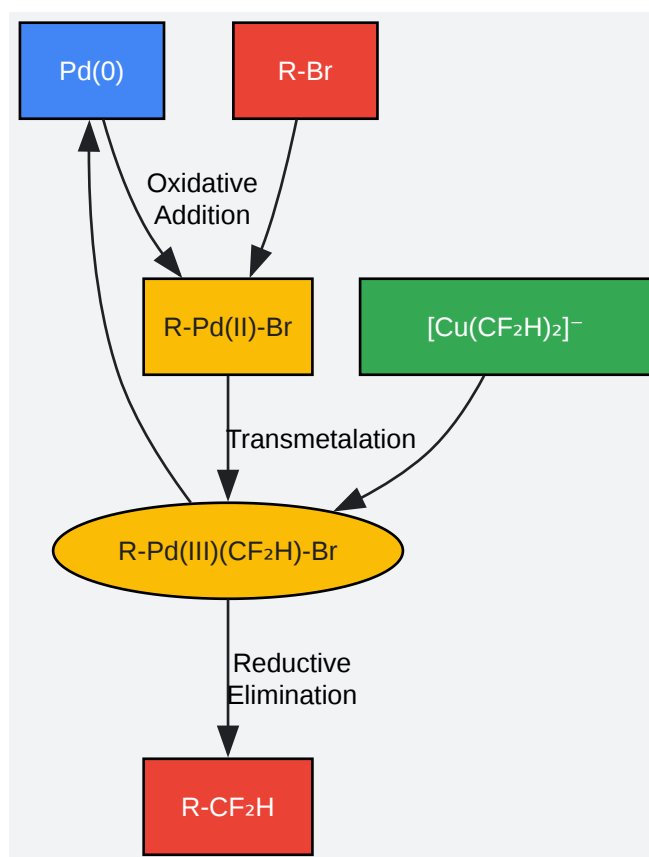 Pd(0)
R-Br
Oxidative
Addition
R-Pd(II)-Br
[Cu(CF₂H)₂]⁻
Transmetalation
R-Pd(III)(CF₂H)-Br
Reductive
Elimination
R-CF₂H